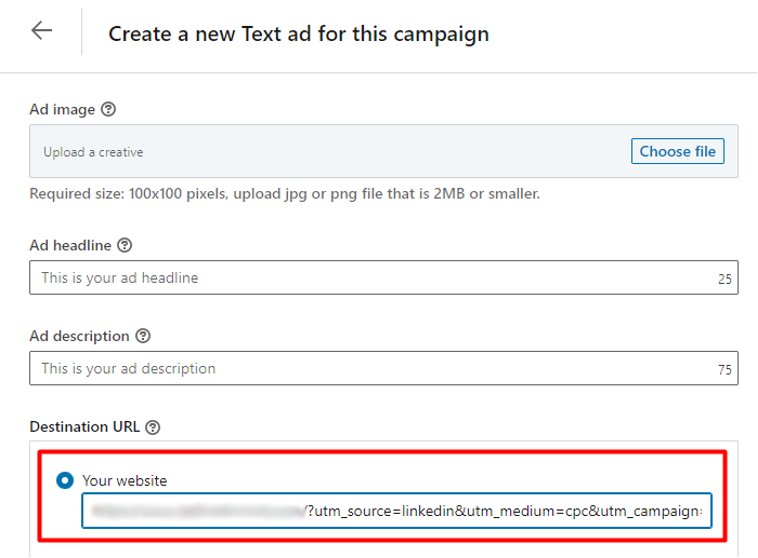 Create a new Text ad for this campaign
Ad image
Upload a creative
Choose file
Required size: 100x100 pixels, upload jpg or png file that is 2MB or smaller.
Ad headline
This is your ad headline
25
Ad description
This is your ad description
75
Destination URL
Your website
/?utm_source=linkedin&utm_medium=cpc&utm_campaign=